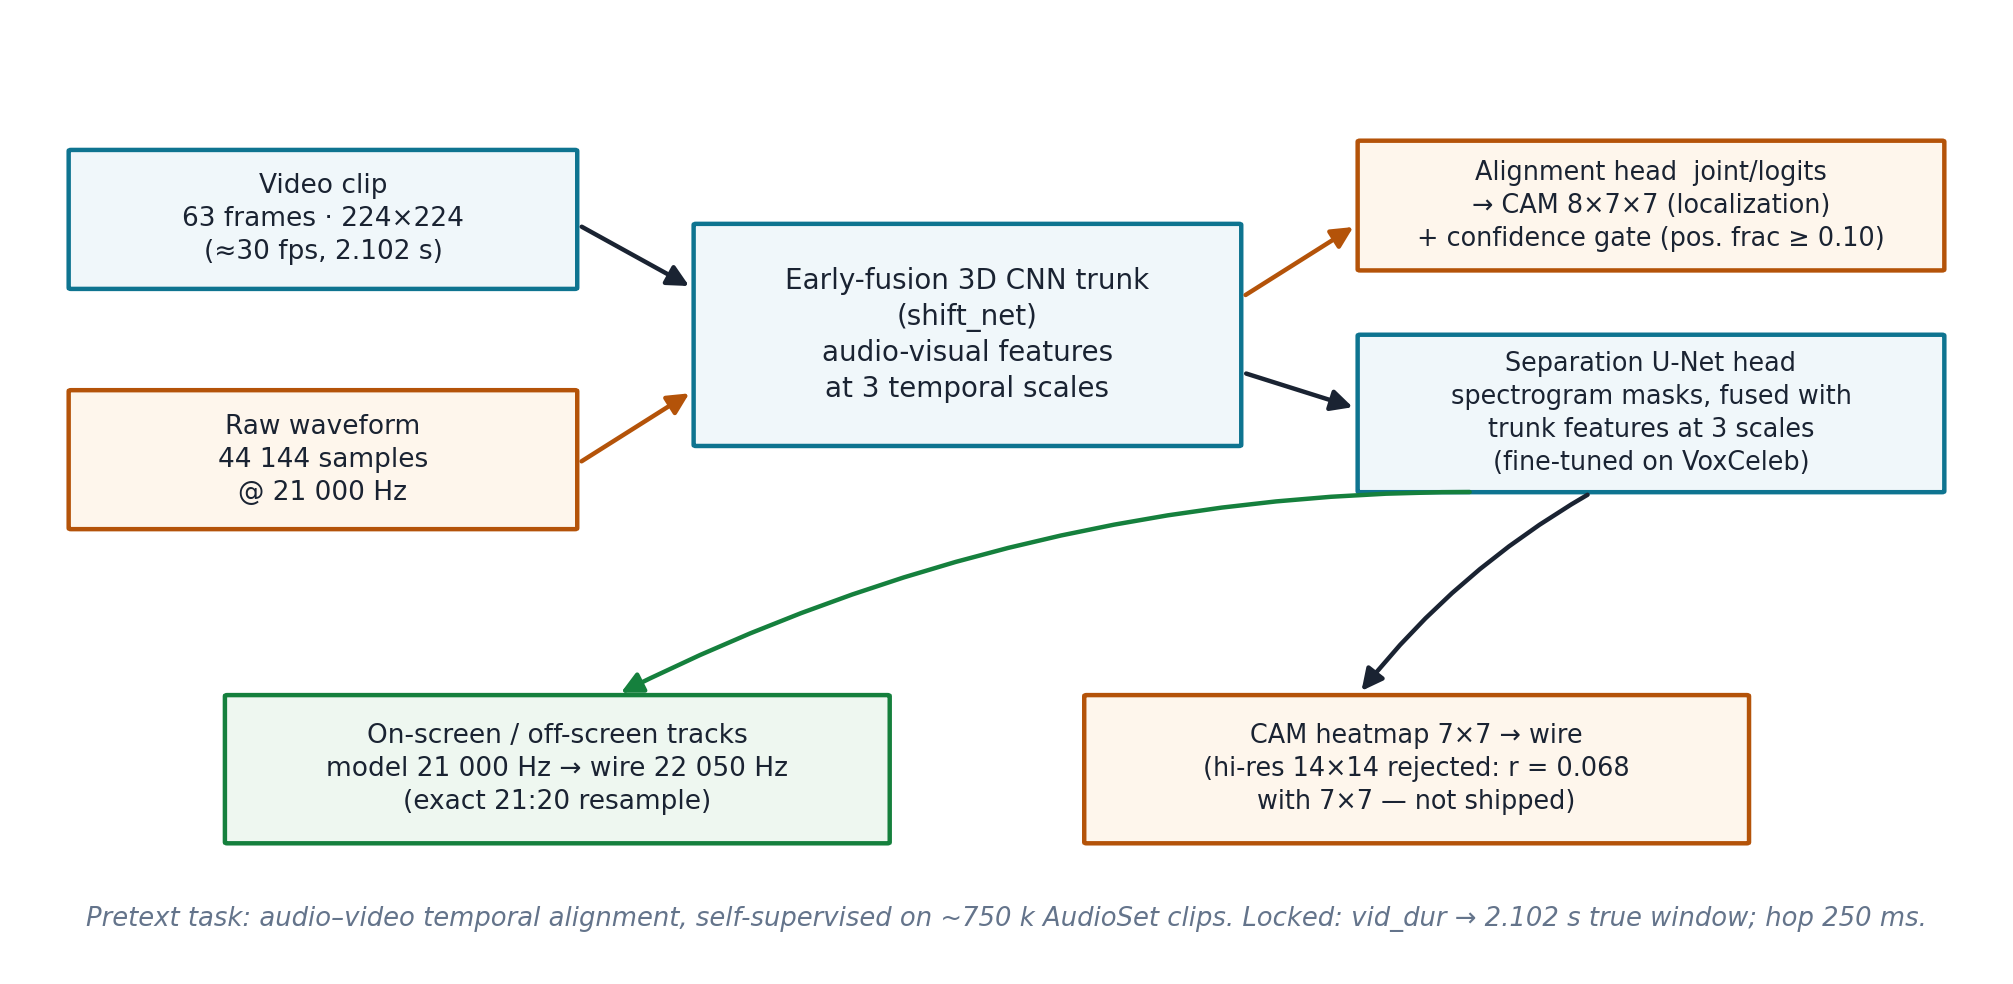 Video clip
63 frames · 224×224
(≈30 fps, 2.102 s)
Raw waveform
44 144 samples
@ 21 000 Hz
Early-fusion 3D CNN trunk
(shift_net)
audio-visual features
at 3 temporal scales
Alignment head  joint/logits
→ CAM 8×7×7 (localization)
+ confidence gate (pos. frac ≥ 0.10)
Separation U-Net head
spectrogram masks, fused with
trunk features at 3 scales
(fine-tuned on VoxCeleb)
On-screen / off-screen tracks
model 21 000 Hz → wire 22 050 Hz
(exact 21:20 resample)
CAM heatmap 7×7 → wire
(hi-res 14×14 rejected: r = 0.068
with 7×7 — not shipped)
Pretext task: audio–video temporal alignment, self-supervised on ~750 k AudioSet clips. Locked: vid_dur → 2.102 s true window; hop 250 ms.